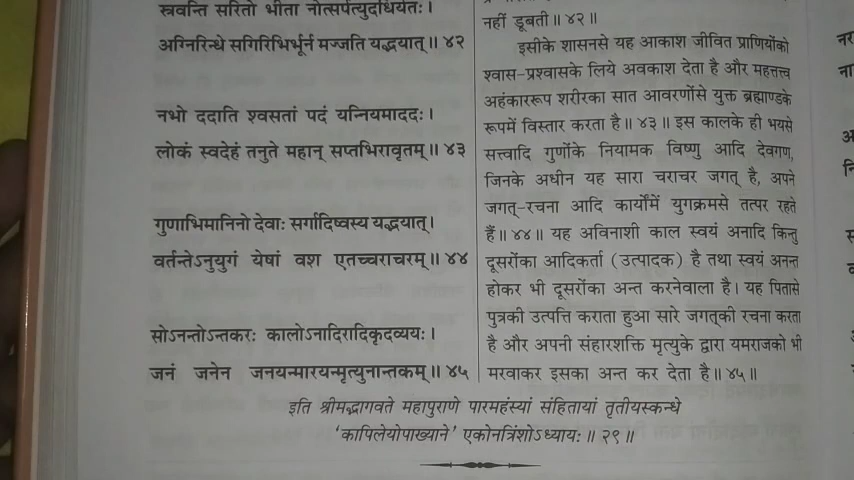 स्रवन्ति सरितो भीता नोत्सर्पत्युदधिर्यतः।
अग्निरिन्धे सगिरिभिर्भूर्न मज्जति यद्भयात्॥ ४२
नभो ददाति श्वसतां पदं यन्नियमाददः।
लोकं स्वदेहं तनुते महान् सप्तभिरावृतम्॥ ४३
गुणाभिमानिनो देवाः सर्गादिष्वस्य यद्भयात्।
वर्तन्तेऽनुयुगं येषां वश एतच्चराचरम्॥ ४४
सोऽनन्तोऽन्तकरः कालोऽनादिरादिकृदव्ययः।
जनं जनेन जनयन्मारयन्मृत्युनान्तकम्॥ ४५
नहीं डूबती॥ ४२॥
इसीके शासनसे यह आकाश जीवित प्राणियोंको
श्वास-प्रश्वासके लिये अवकाश देता है और महत्तत्त्व
अहंकाररूप शरीरका सात आवरणोंसे युक्त ब्रह्माण्डके
रूपमें विस्तार करता है॥ ४३॥ इस कालके ही भयसे
सत्त्वादि गुणोंके नियामक विष्णु आदि देवगण,
जिनके अधीन यह सारा चराचर जगत् है, अपने
जगत्-रचना आदि कार्योंमें युगक्रमसे तत्पर रहते
हैं॥ ४४॥ यह अविनाशी काल स्वयं अनादि किन्तु
दूसरोंका आदिकर्ता (उत्पादक) है तथा स्वयं अनन्त
होकर भी दूसरोंका अन्त करनेवाला है। यह पितासे
पुत्रकी उत्पत्ति कराता हुआ सारे जगत्की रचना करता
है और अपनी संहारशक्ति मृत्युके द्वारा यमराजको भी
मरवाकर इसका अन्त कर देता है॥ ४५॥
इति श्रीमद्भागवते महापुराणे पारमहंस्यां संहितायां तृतीयस्कन्धे
'कापिलेयोपाख्याने' एकोनत्रिंशोऽध्यायः॥ २९॥